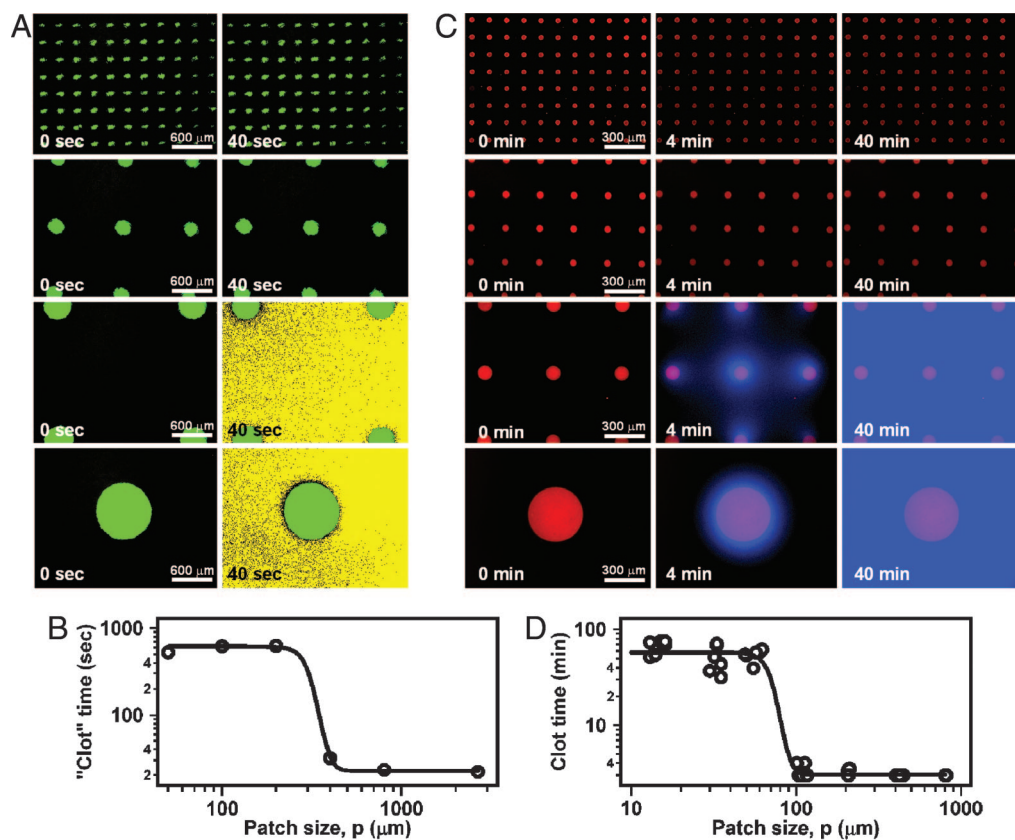 A
C
0 sec 600 μm 40 sec 600 μm
0 min 300 μm 4 min 40 min
0 sec 600 μm 40 sec 600 μm
0 min 300 μm 4 min 40 min
0 sec 600 μm 40 sec
0 min 300 μm 4 min 40 min
0 sec 600 μm 40 sec
0 min 300 μm 4 min 40 min
B
"Clot" time (sec)
1000
4
2
100
4
2
100 1000
Patch size, p (μm)
D
Clot time (min)
100
4
2
10
4
10 100 1000
Patch size, p (μm)